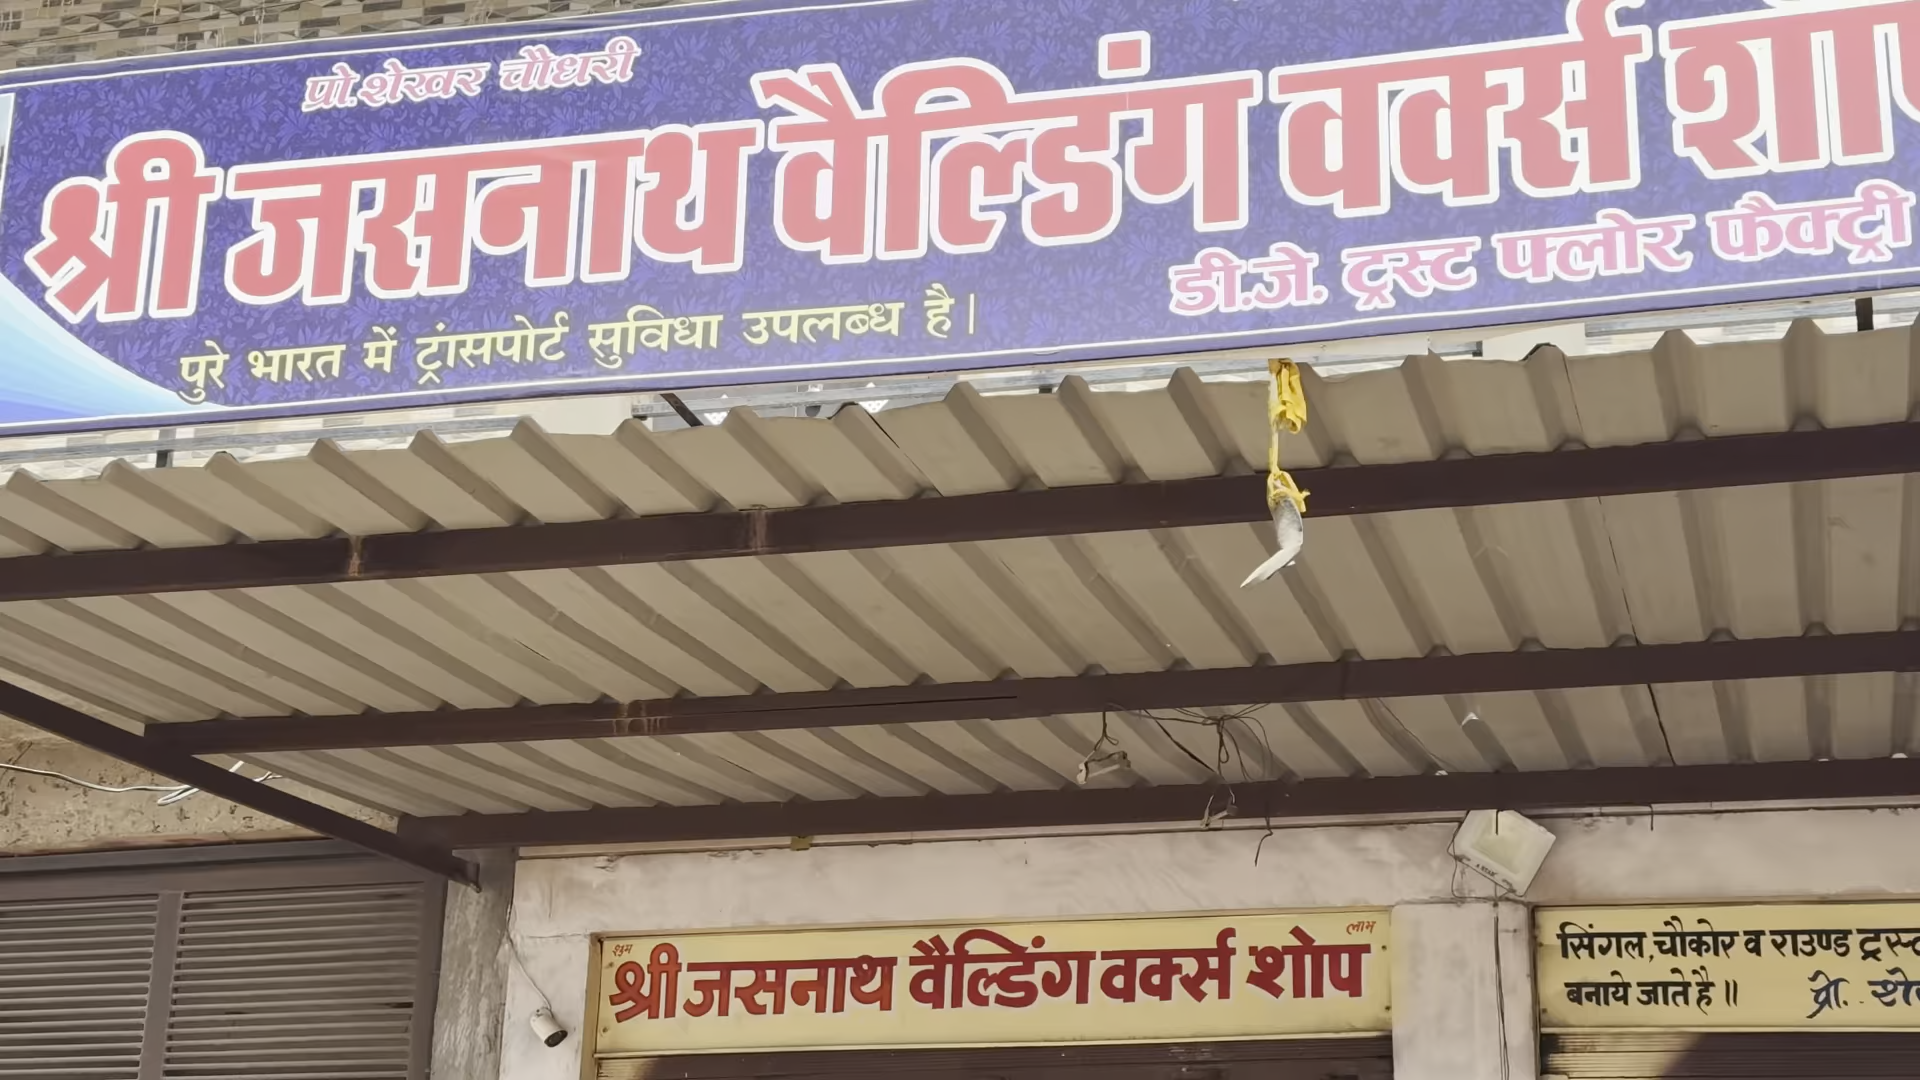 प्रो.शेखर चौधरी
श्री जसनाथ वैल्डिंग वर्क्स
डी.जे. ट्रस्ट फ्लोर फैक्ट्री
पुरे भारत में ट्रांसपोर्ट सुविधा उपलब्ध है।
शुभ
लाभ
श्री जसनाथ वैल्डिंग वर्क्स शोप
सिंगल, चौकोर व राउण्ड
बनाये जाते है॥ प्रो.